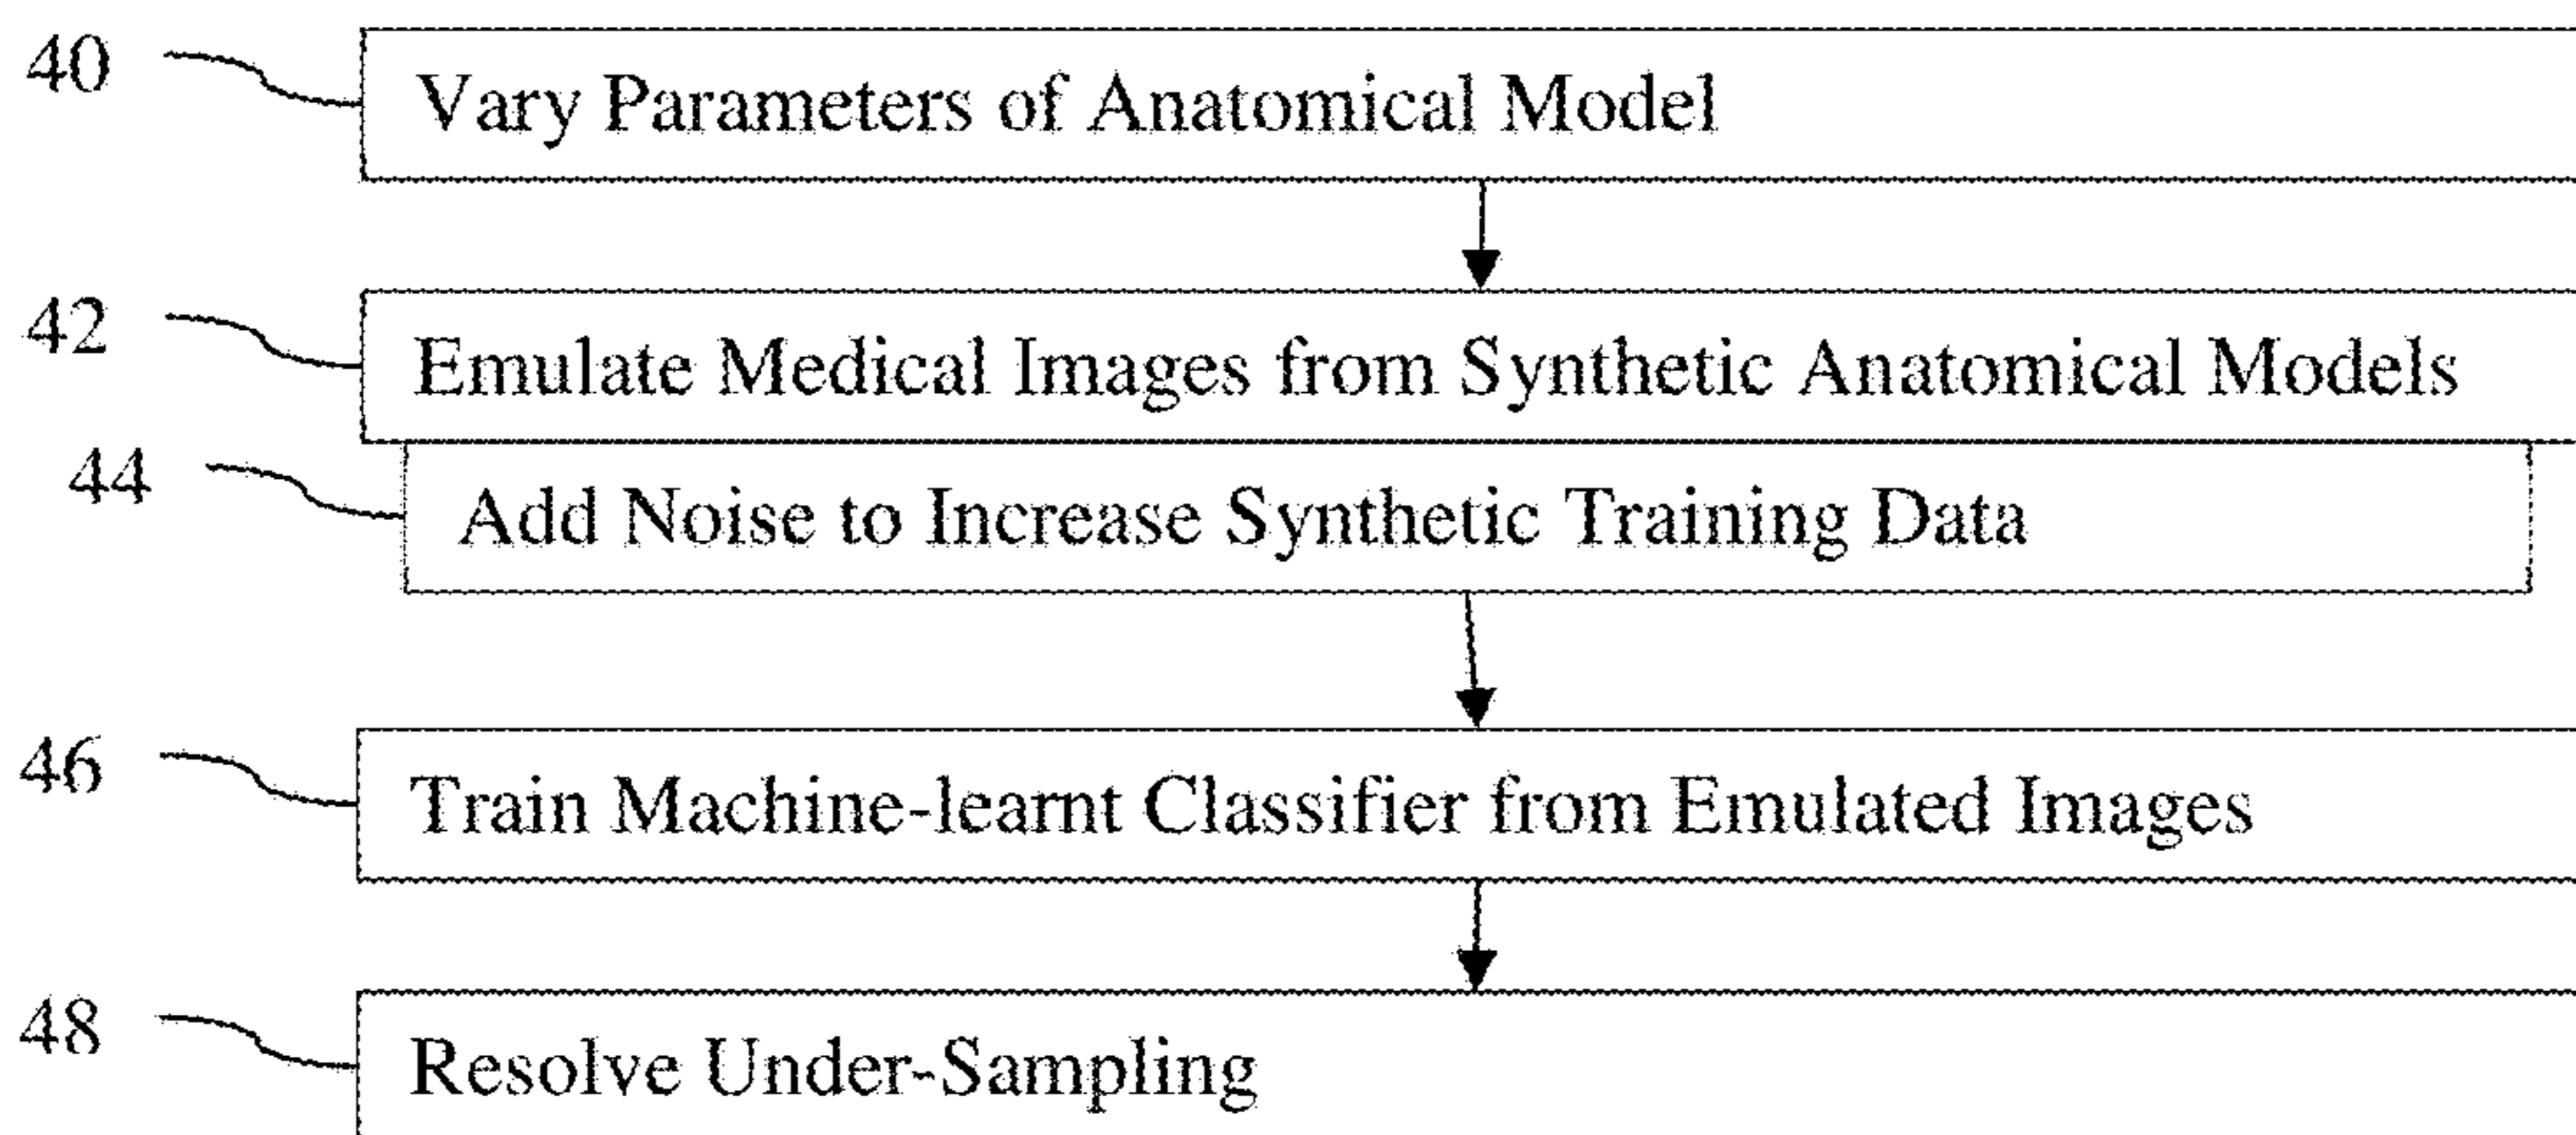 40 Vary Parameters of Anatomical Model
42 Emulate Medical Images from Synthetic Anatomical Models
44 Add Noise to Increase Synthetic Training Data
46 Train Machine-learnt Classifier from Emulated Images
48 Resolve Under-Sampling